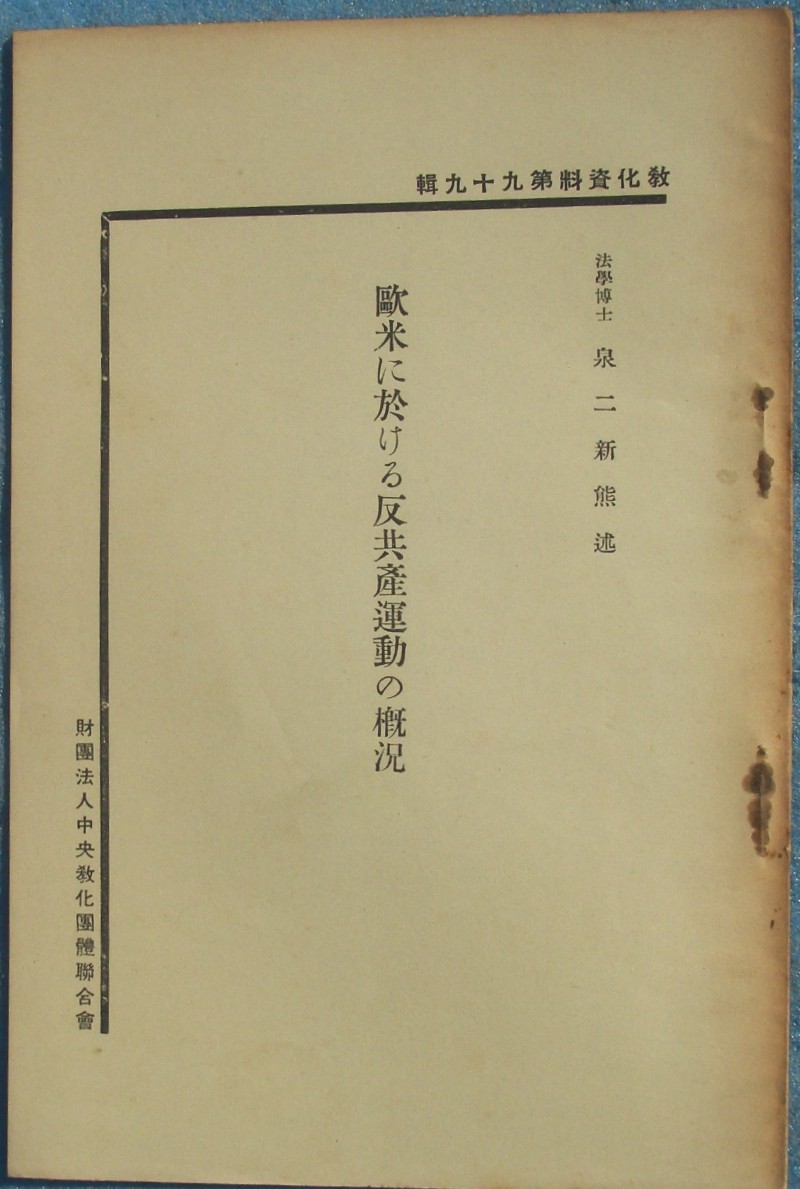 教化資料第九十九輯
法學博士 泉二新熊述
歐米に於ける反共產運動の概況
財團法人中央教化團體聯合會